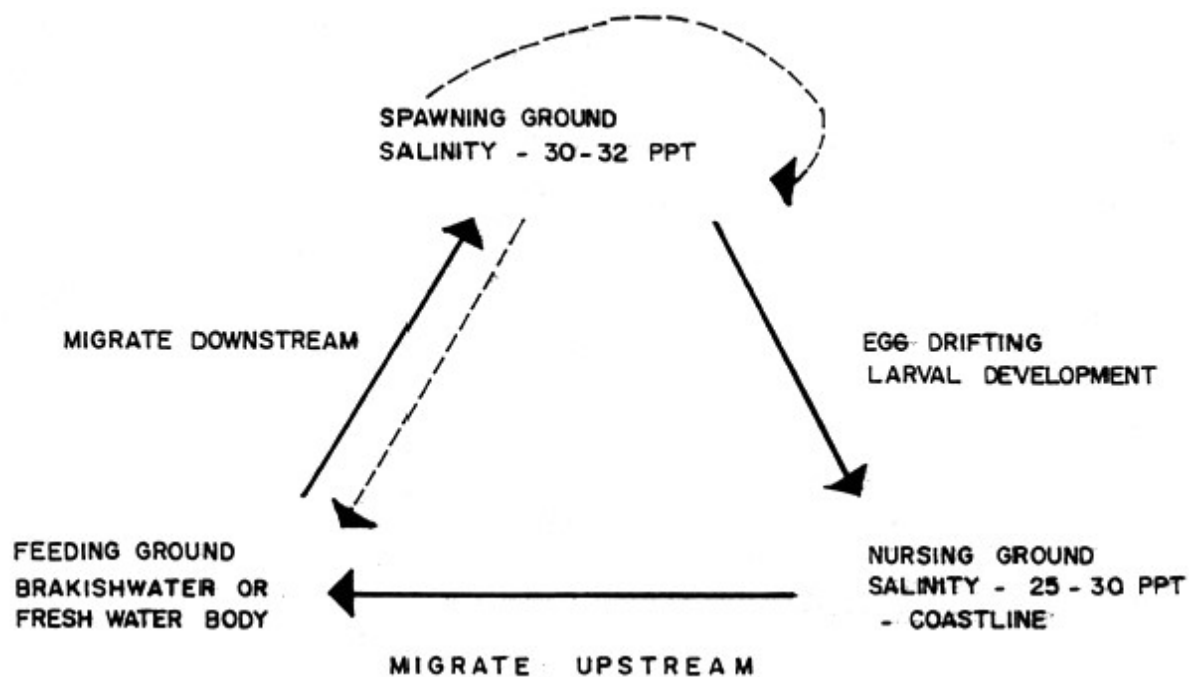 SPAWNING GROUND
SALINITY - 30-32 PPT
MIGRATE DOWNSTREAM
EGG DRIFTING
LARVAL DEVELOPMENT
FEEDING GROUND
BRAKISHWATER OR
FRESH WATER BODY
NURSING GROUND
SALINITY - 25-30 PPT
- COASTLINE
MIGRATE UPSTREAM